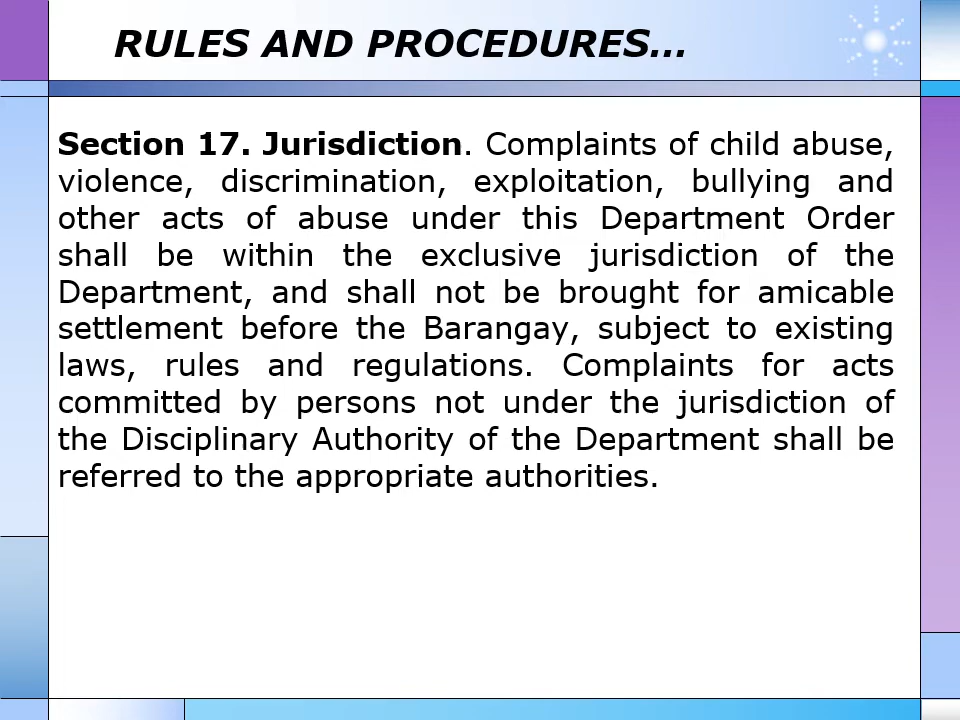 RULES AND PROCEDURES...
Section 17. Jurisdiction. Complaints of child abuse,
violence, discrimination, exploitation, bullying and
other acts of abuse under this Department Order
shall be within the exclusive jurisdiction of the
Department, and shall not be brought for amicable
settlement before the Barangay, subject to existing
laws, rules and regulations. Complaints for acts
committed by persons not under the jurisdiction of
the Disciplinary Authority of the Department shall be
referred to the appropriate authorities.